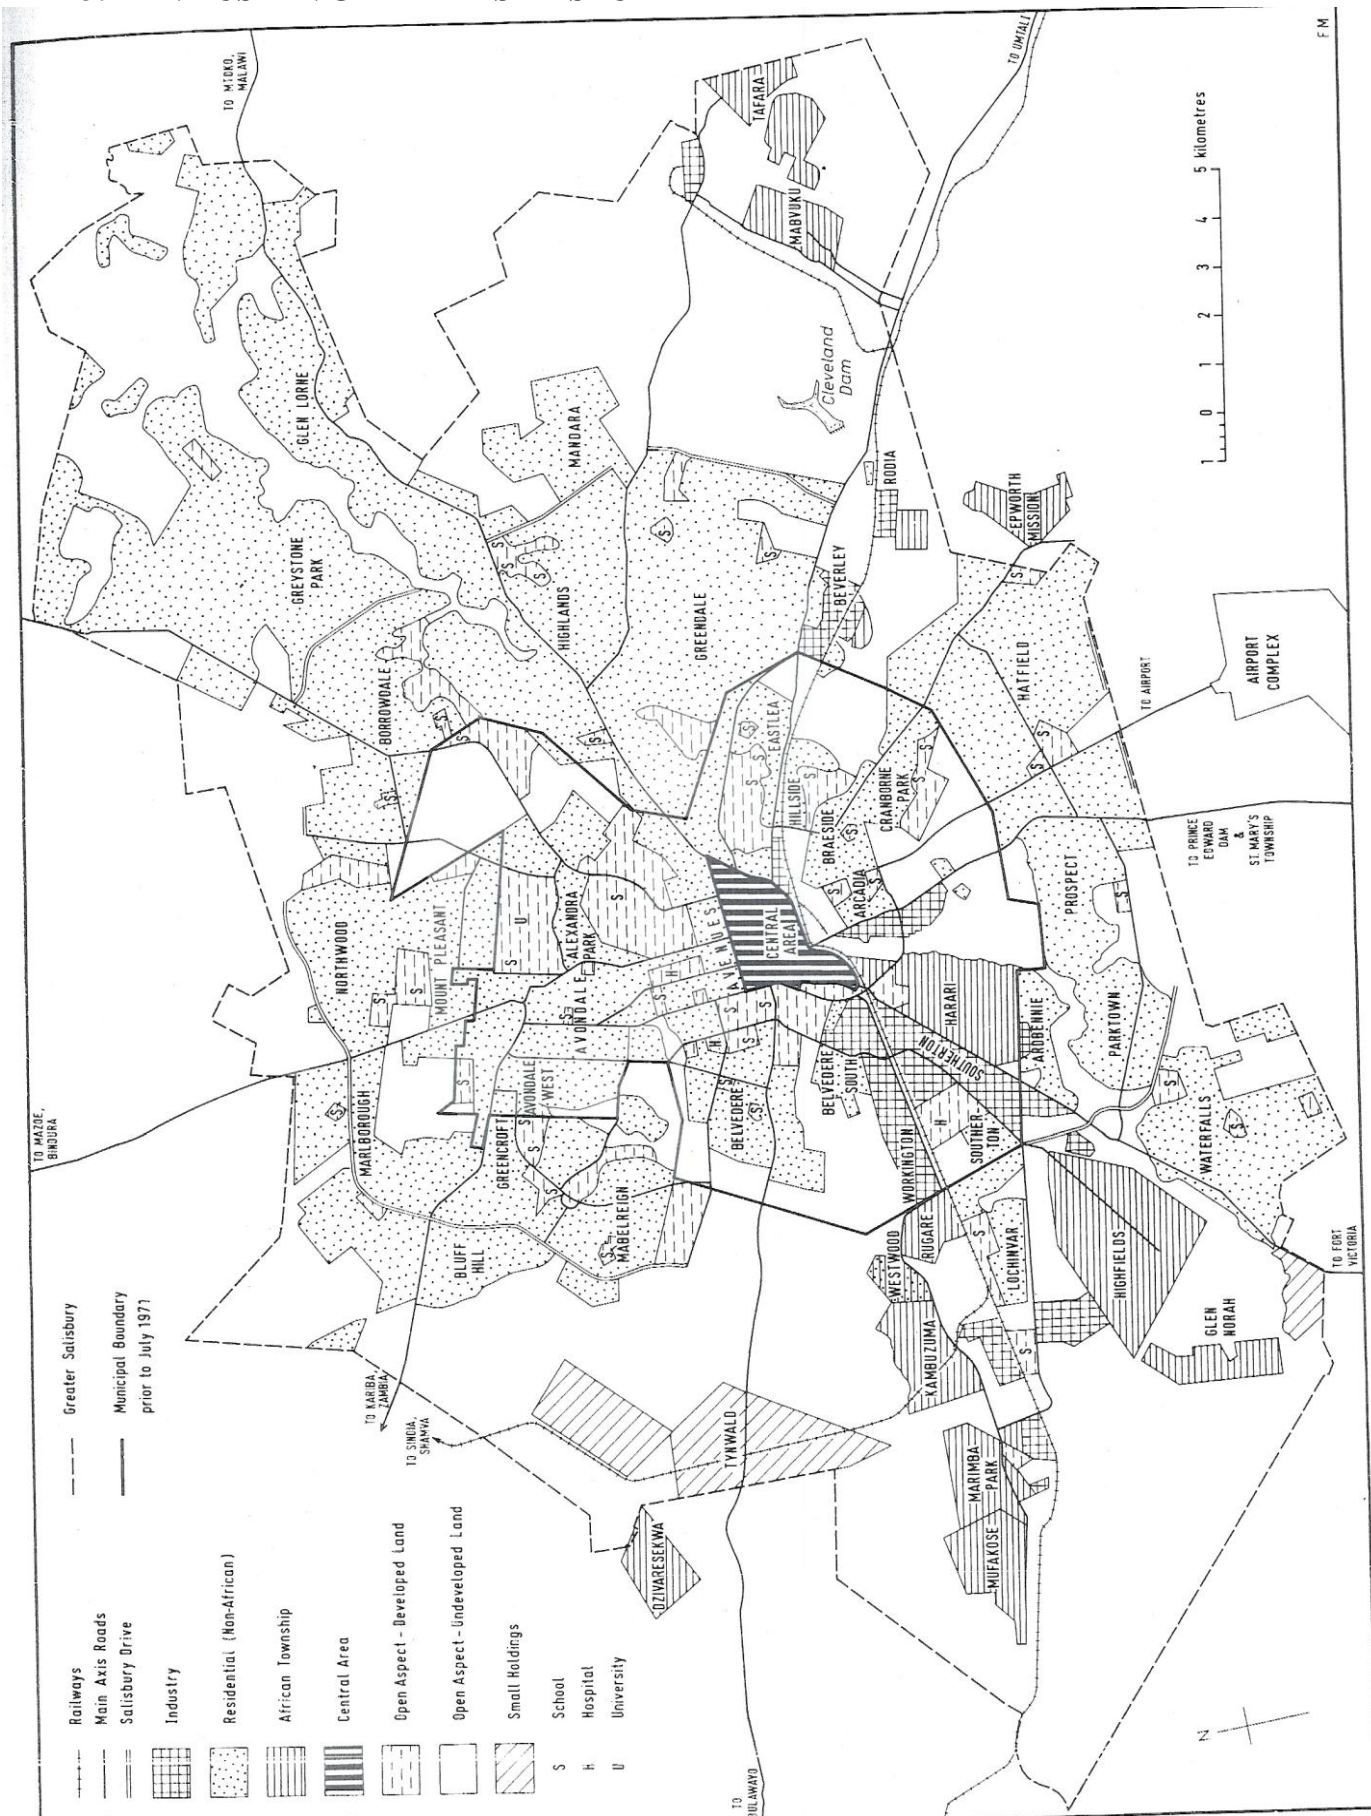 Railways
Main Axis Roads
Salisbury Drive
Industry
Residential (Non-African)
African Township
Central Area
Open Aspect - Developed Land
Open Aspect - Undeveloped Land
Small Holdings
S School
H Hospital
U University
Greater Salisbury
Municipal Boundary
prior to July 1971
TO MAZOE,
BINDURA
TO MTOKO,
MALAWI
TO KARIBA,
ZAMBIA
TO SINOIA,
SHAMVA
TO
BULAWAYO
TO UMTALI
TO AIRPORT
TO PRINCE
EDWARD
DAM
&
ST. MARY'S
TOWNSHIP
TO FORT
VICTORIA
GLEN LORNE
GREYSTONE
PARK
BORROWDALE
HIGHLANDS
MANDARA
GREENDALE
TAFARA
MABVUKU
Cleveland
Dam
RODIA
BEVERLEY
EPWORTH
MISSION
HATFIELD
AIRPORT
COMPLEX
NORTHWOOD
MOUNT PLEASANT
MARLBOROUGH
ALEXANDRA
PARK
AVONDALE
AVONDALE
WEST
GREENCROFT
BLUFF
HILL
MABELREIGN
AVENUES
CENTRAL
AREA
EASTLEA
HILLSIDE
BRAESIDE
CRANBORNE
PARK
ARCADIA
BELVEDERE
BELVEDERE
SOUTH
WORKINGTON
SOUTHERTON
SOUTHER-
TON
HARARI
ARDBENNIE
PROSPECT
PARKTOWN
WATERFALLS
LOCHINVAR
RUGARE
WESTWOOD
KAMBUZUMA
HIGHFIELDS
GLEN
NORAH
TYNWALD
DZIVARESEKWA
MARIMBA
PARK
MUFAKOSE
N
1 0 1 2 3 4 5 kilometres
F M